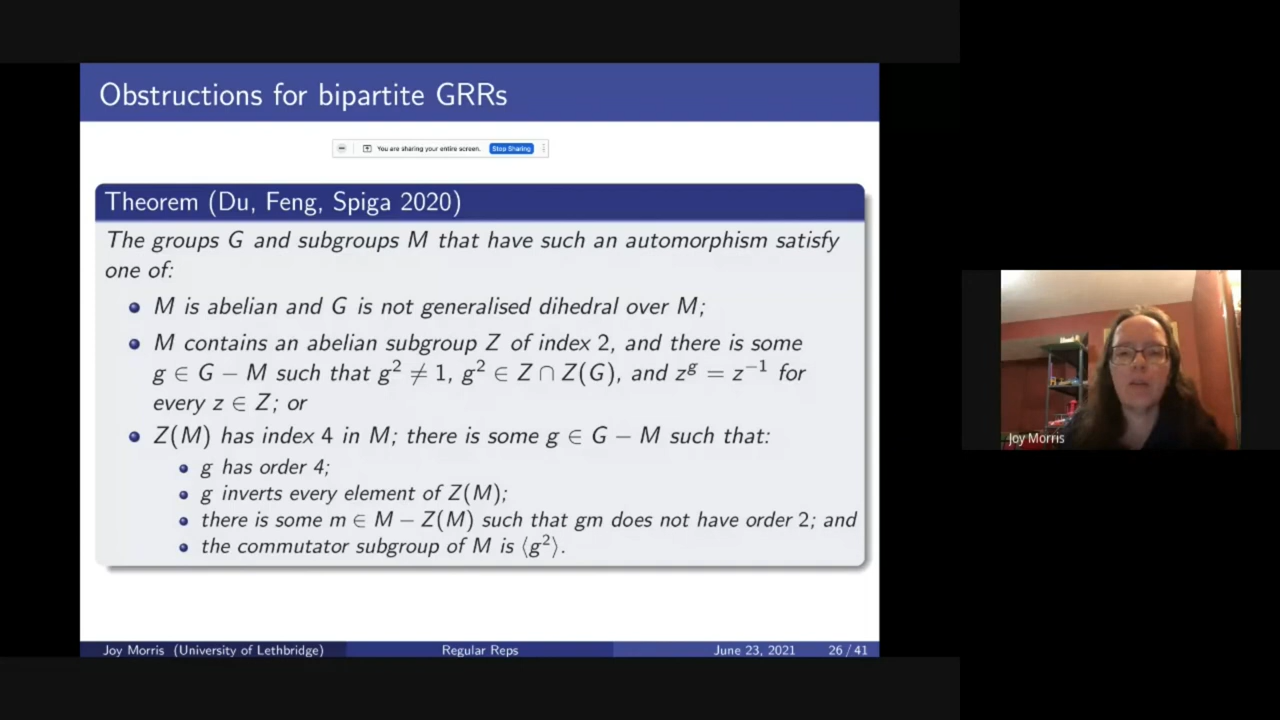 Obstructions for bipartite GRRs
You are sharing your entire screen. Stop Sharing
Theorem (Du, Feng, Spiga 2020)
The groups G and subgroups M that have such an automorphism satisfy
one of:
M is abelian and G is not generalised dihedral over M;
M contains an abelian subgroup Z of index 2, and there is some
g ∈ G − M such that g² ≠ 1, g² ∈ Z ∩ Z(G), and zᵍ = z⁻¹ for
every z ∈ Z; or
Z(M) has index 4 in M; there is some g ∈ G − M such that:
g has order 4;
g inverts every element of Z(M);
there is some m ∈ M − Z(M) such that gm does not have order 2; and
the commutator subgroup of M is ⟨g²⟩.
Joy Morris
Joy Morris (University of Lethbridge) Regular Reps June 23, 2021 26 / 41